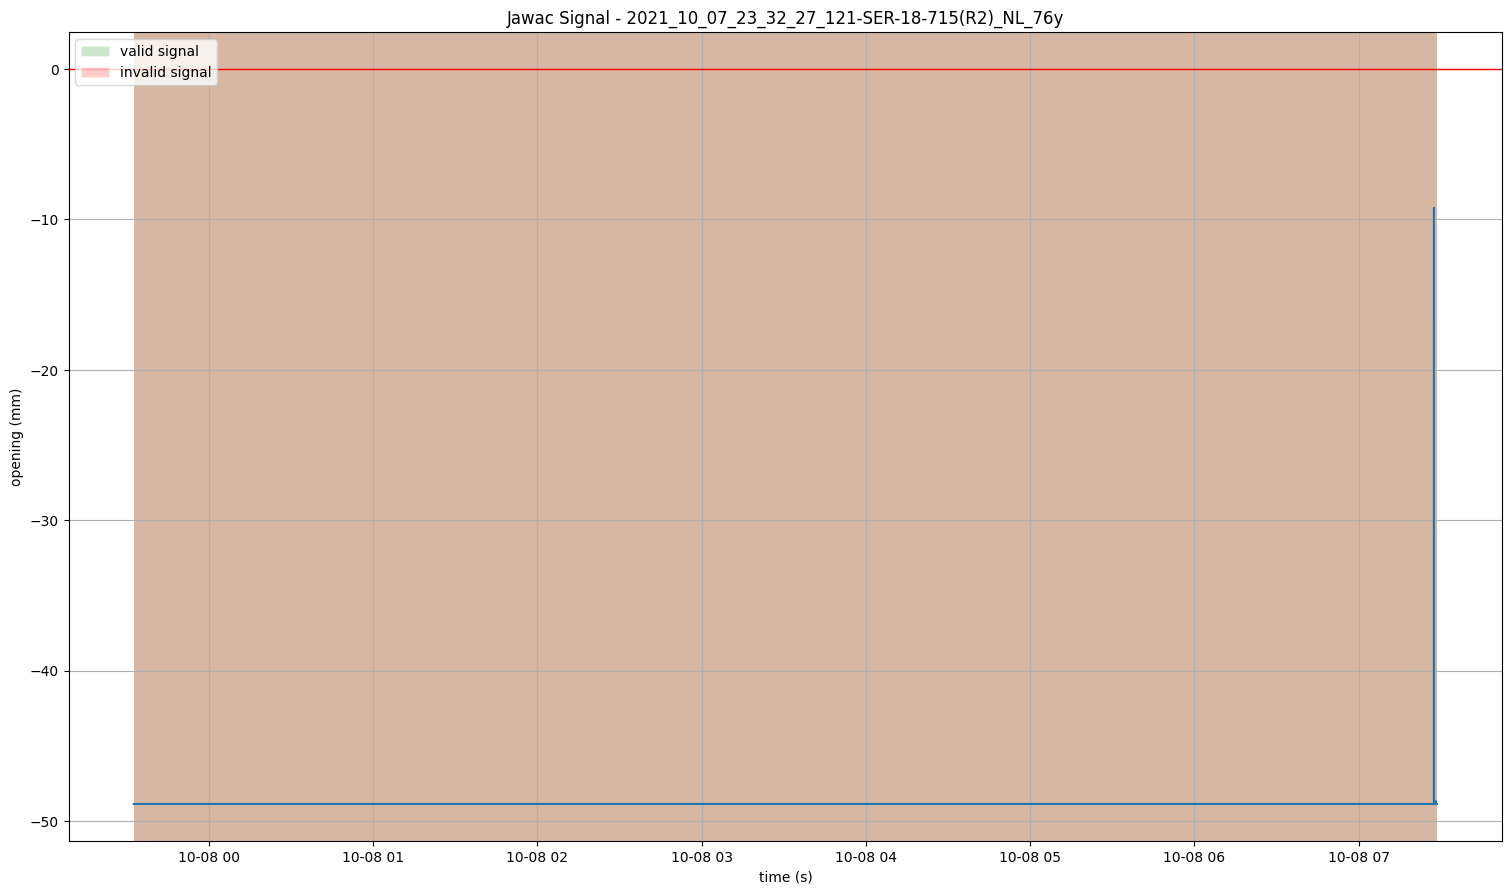 Jawac Signal - 2021_10_07_23_32_27_121-SER-18-715(R2)_NL_76y
valid signal
invalid signal
0
−10
−20
−30
−40
−50
opening (mm)
10-08 00
10-08 01
10-08 02
10-08 03
10-08 04
10-08 05
10-08 06
10-08 07
time (s)